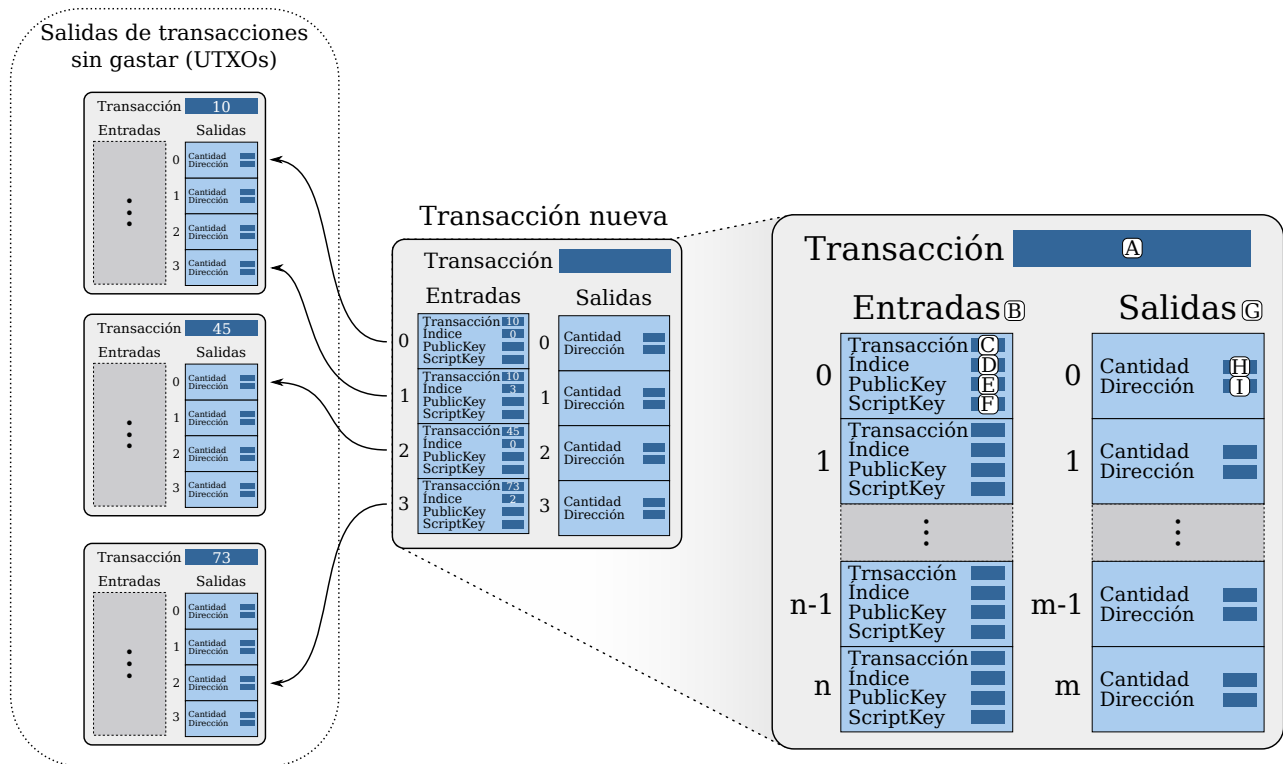 Salidas de transacciones
sin gastar (UTXOs)
Transacción 10
Entradas Salidas
0 Cantidad
Dirección
1 Cantidad
Dirección
2 Cantidad
Dirección
3 Cantidad
Dirección
Transacción 45
Entradas Salidas
0 Cantidad
Dirección
1 Cantidad
Dirección
2 Cantidad
Dirección
3 Cantidad
Dirección
Transacción 73
Entradas Salidas
0 Cantidad
Dirección
1 Cantidad
Dirección
2 Cantidad
Dirección
3 Cantidad
Dirección
Transacción nueva
Transacción
Entradas
0
Transacción 10
Índice 0
PublicKey
ScriptKey
1
Transacción 10
Índice 3
PublicKey
ScriptKey
2
Transacción 45
Índice 0
PublicKey
ScriptKey
3
Transacción 73
Índice 2
PublicKey
ScriptKey
Salidas
0 Cantidad
Dirección
1 Cantidad
Dirección
2 Cantidad
Dirección
3 Cantidad
Dirección
Transacción A
Entradas B
0
Transacción C
Índice D
PublicKey E
ScriptKey F
1
Transacción
Índice
PublicKey
ScriptKey
n-1
Trnsacción
Índice
PublicKey
ScriptKey
n
Transacción
Índice
PublicKey
ScriptKey
Salidas G
0
Cantidad H
Dirección I
1
Cantidad
Dirección
m-1
Cantidad
Dirección
m
Cantidad
Dirección